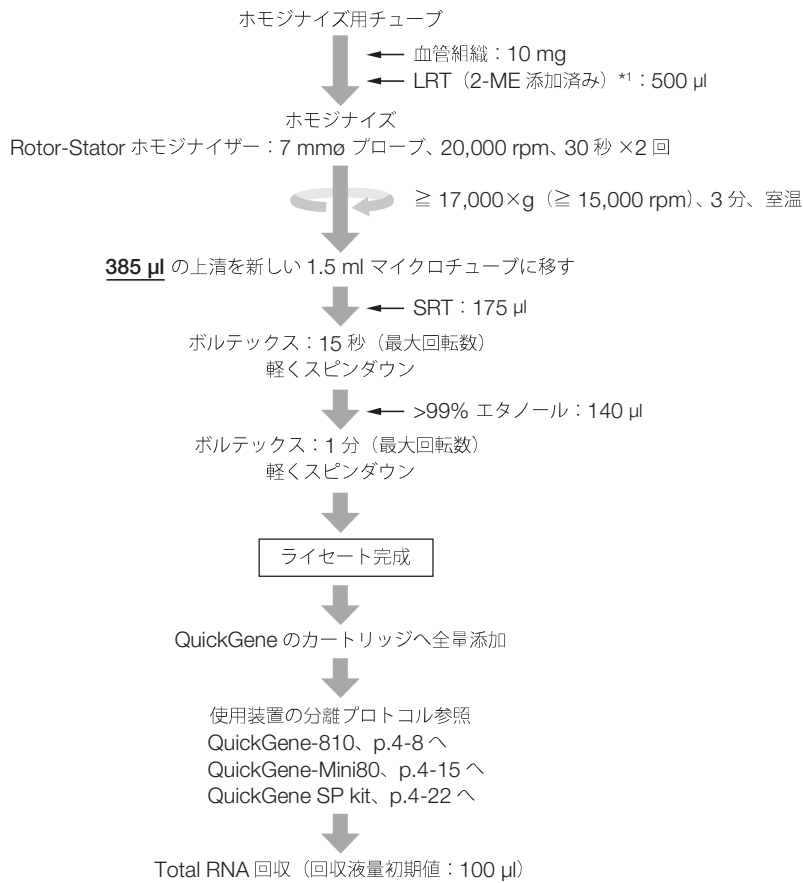 ホモジナイズ用チューブ
血管組織：10 mg
LRT（2-ME 添加済み）*1：500 μl
ホモジナイズ
Rotor-Stator ホモジナイザー：7 mmø プローブ、20,000 rpm、30 秒 ×2 回
≧ 17,000×g（≧ 15,000 rpm）、3 分、室温
385 μl の上清を新しい 1.5 ml マイクロチューブに移す
SRT：175 μl
ボルテックス：15 秒（最大回転数）
軽くスピンダウン
>99% エタノール：140 μl
ボルテックス：1 分（最大回転数）
軽くスピンダウン
ライセート完成
QuickGene のカートリッジへ全量添加
使用装置の分離プロトコル参照
QuickGene-810、p.4-8 へ
QuickGene-Mini80、p.4-15 へ
QuickGene SP kit、p.4-22 へ
Total RNA 回収（回収液量初期値：100 μl）